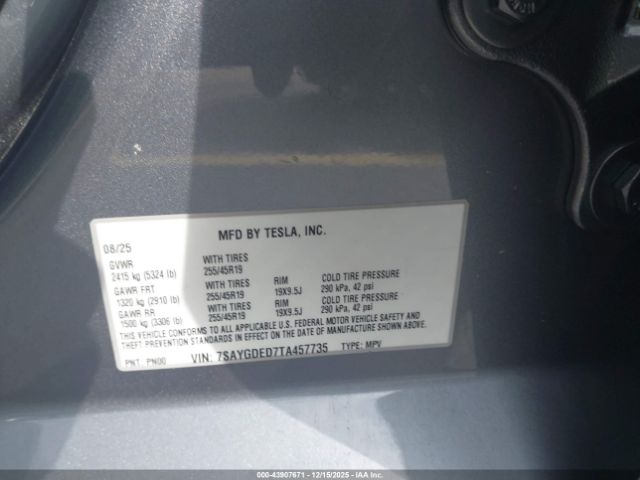 MFD BY TESLA, INC.
08/25
GVWR WITH TIRES
2415 kg (5324 lb) 255/45R19 RIM COLD TIRE PRESSURE
GAWR FRT WITH TIRES 19X9.5J 290 kPa, 42 psi
1320 kg (2910 lb) 255/45R19 RIM COLD TIRE PRESSURE
GAWR RR WITH TIRES 19X9.5J 290 kPa, 42 psi
1500 kg (3306 lb) 255/45R19
THIS VEHICLE CONFORMS TO ALL APPLICABLE U.S. FEDERAL MOTOR VEHICLE SAFETY AND
THEFT PREVENTION STANDARDS IN EFFECT ON THE DATE OF MANUFACTURE SHOWN ABOVE.
PNT: PN00 VIN: 7SAYGDED7TA457735 TYPE: MPV
000-43907671 - 12/15/2025 - IAA.com